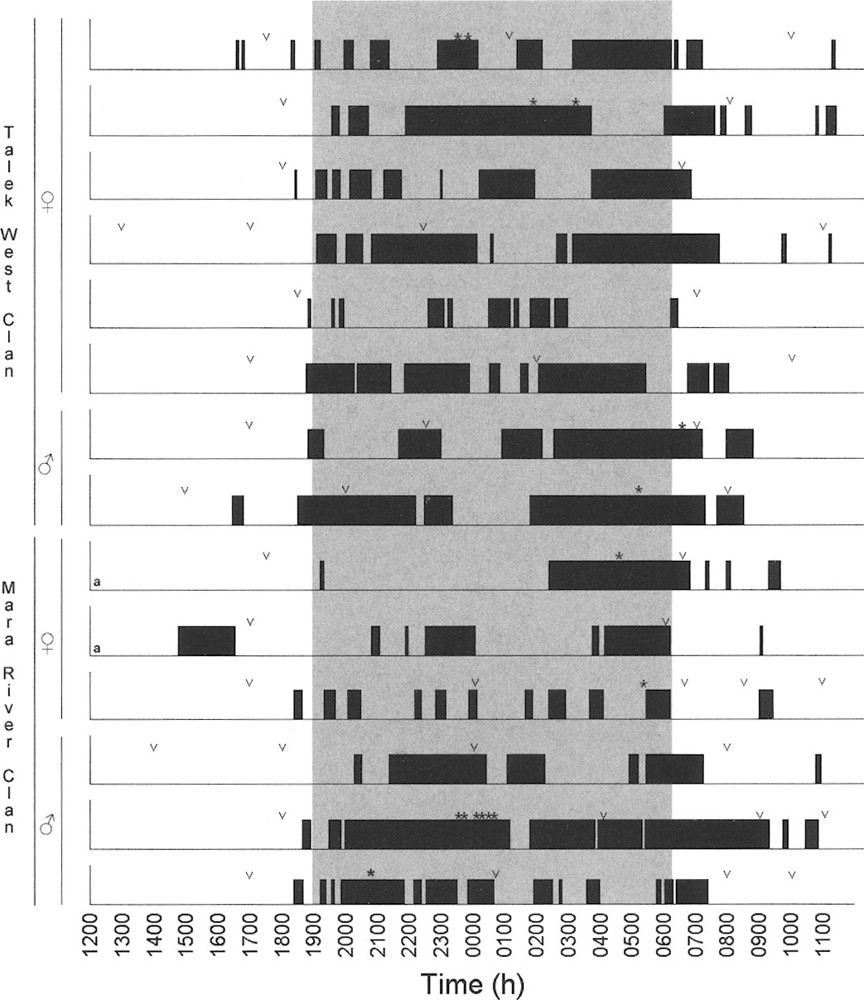 Talek West Clan
♀
♂
Mara River Clan
♀
♂
v ** v v
v * * v
v v
v v v v
v v
v v v
v v * v
v v * v
a v * v
a v v
v v * v v v
v v v v
v ** **** v v v
v * v v v
1200 1300 1400 1500 1600 1700 1800 1900 2000 2100 2200 2300 0000 0100 0200 0300 0400 0500 0600 0700 0800 0900 1000 1100
Time (h)